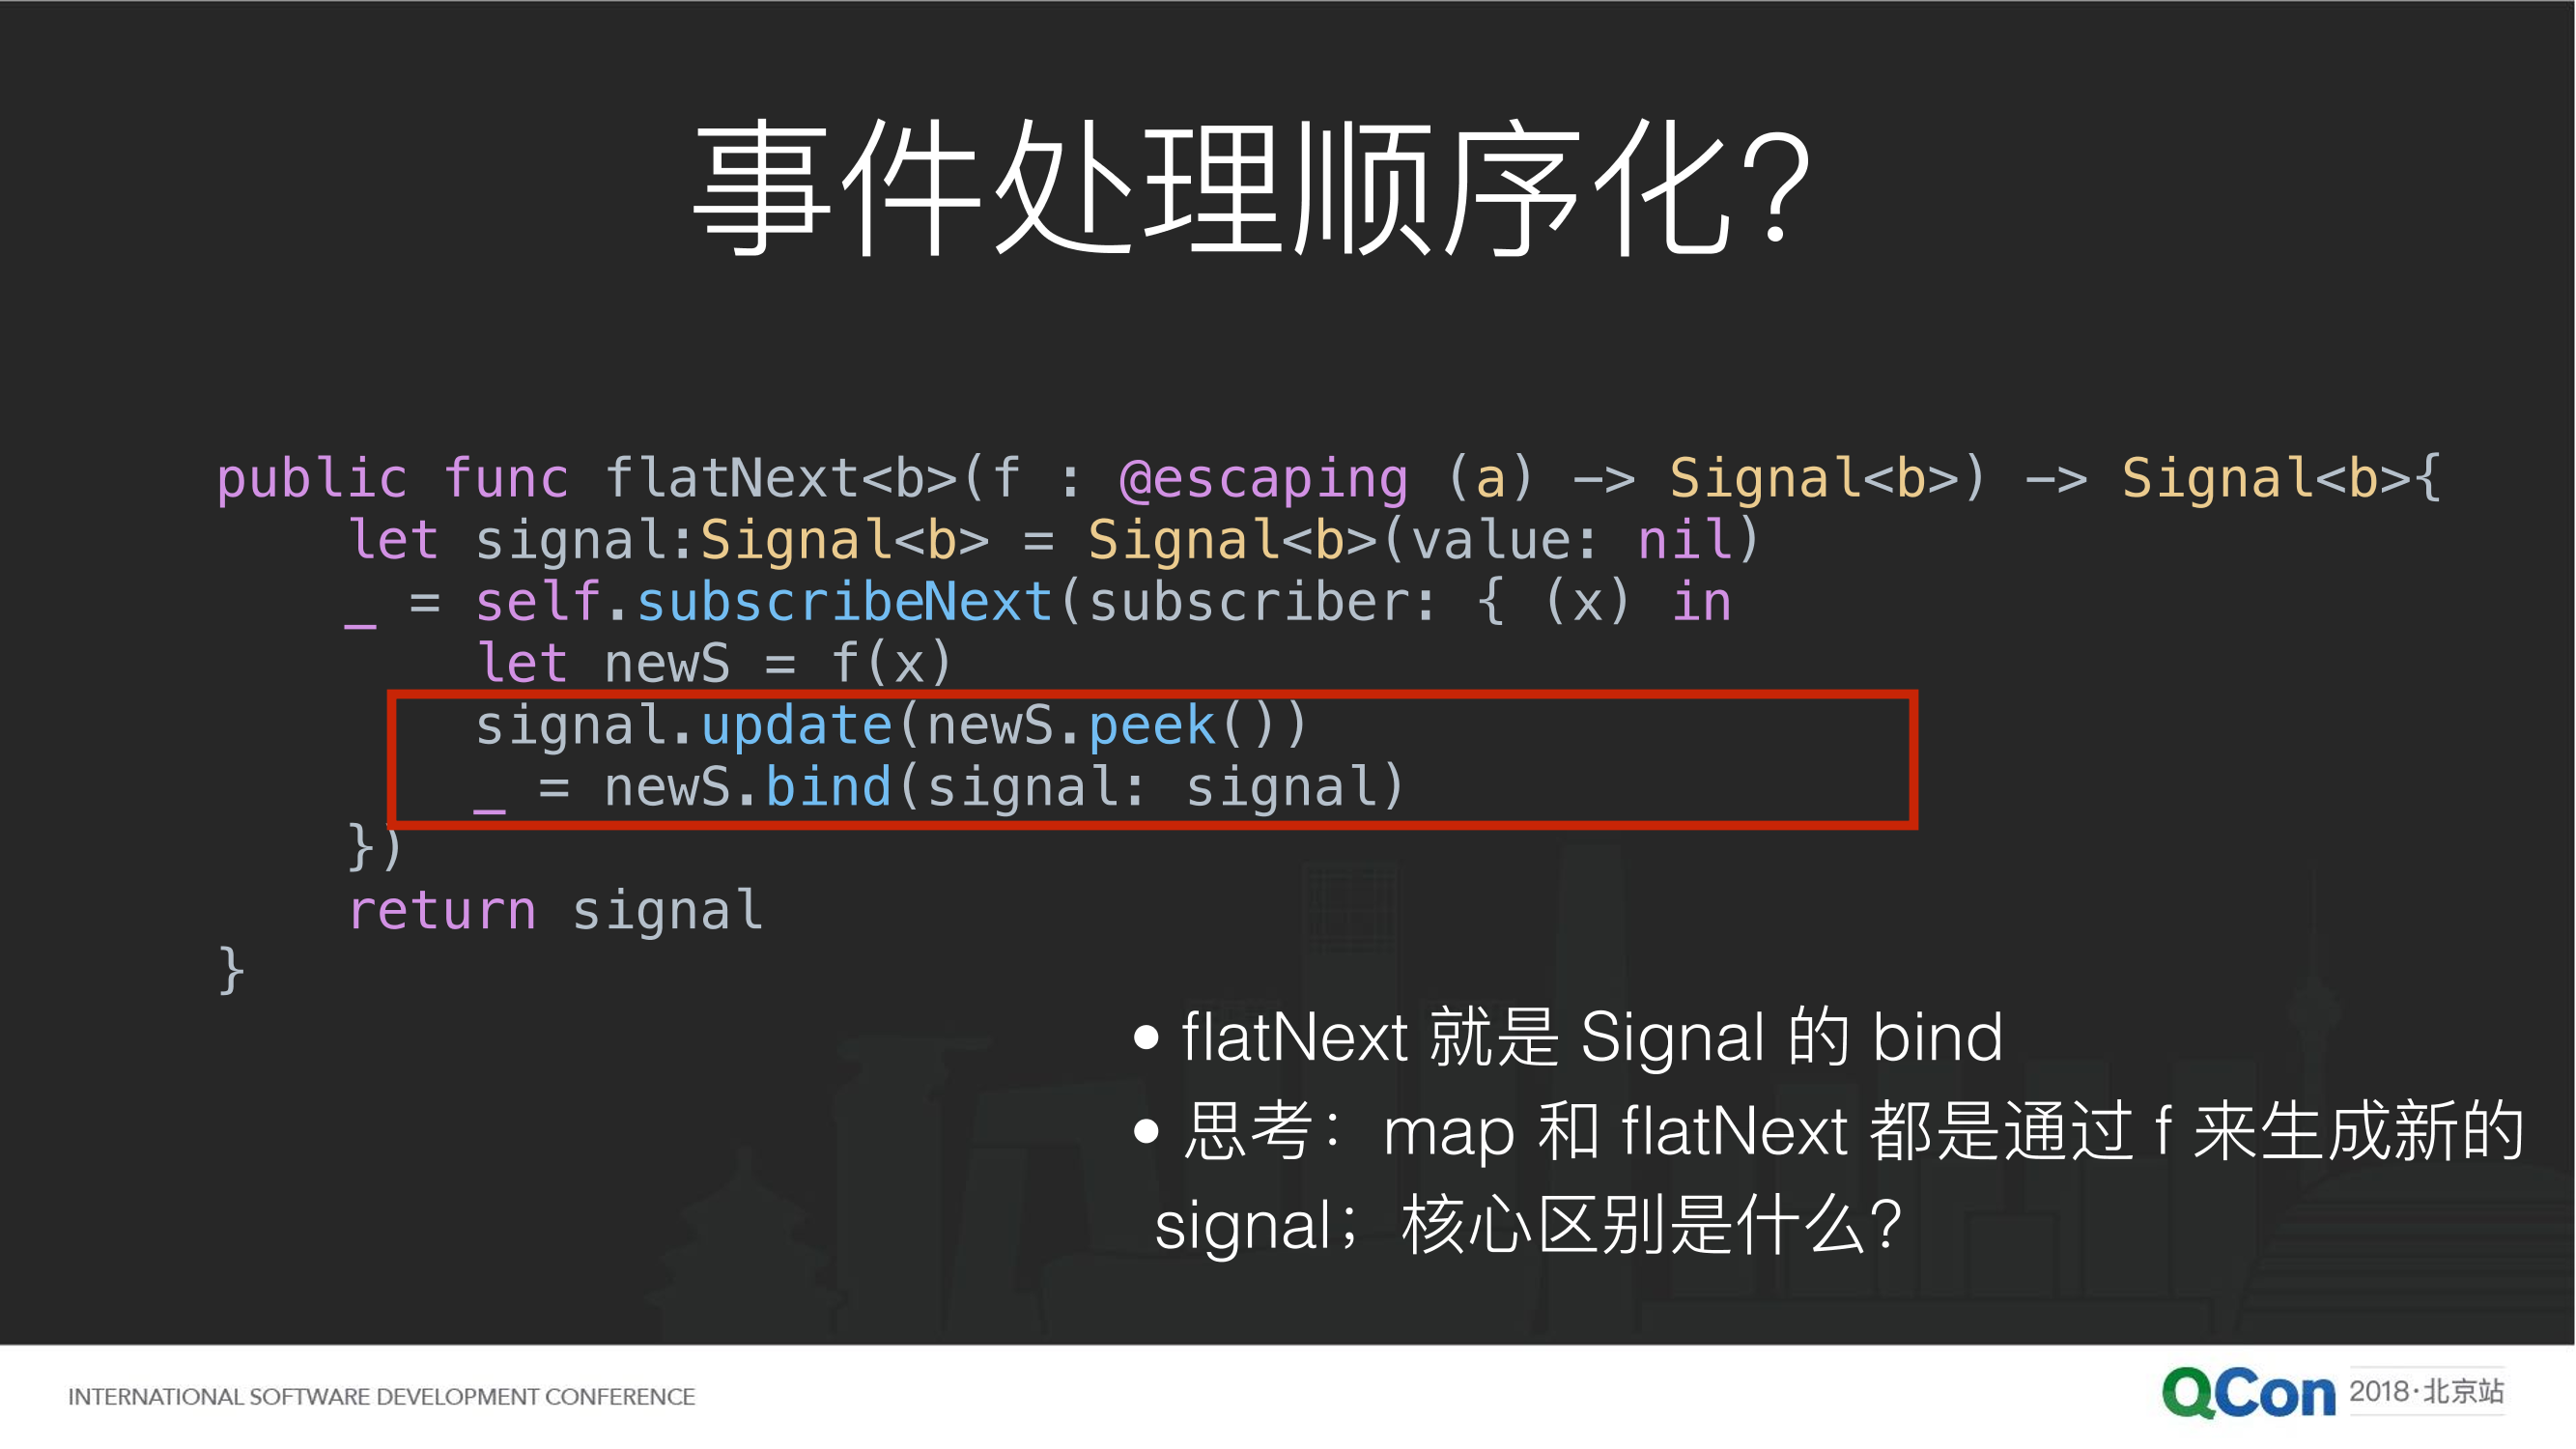 事件处理顺序化?
public func flatNext<b>(f : @escaping (a) -> Signal<b>) -> Signal<b>{
    let signal:Signal<b> = Signal<b>(value: nil)
    _ = self.subscribeNext(subscriber: { (x) in
        let newS = f(x)
        signal.update(newS.peek())
        _ = newS.bind(signal: signal)
    })
    return signal
}
• flatNext 就是 Signal 的 bind
• 思考：map 和 flatNext 都是通过 f 来生成新的
signal；核心区别是什么？
INTERNATIONAL SOFTWARE DEVELOPMENT CONFERENCE
QCon 2018·北京站